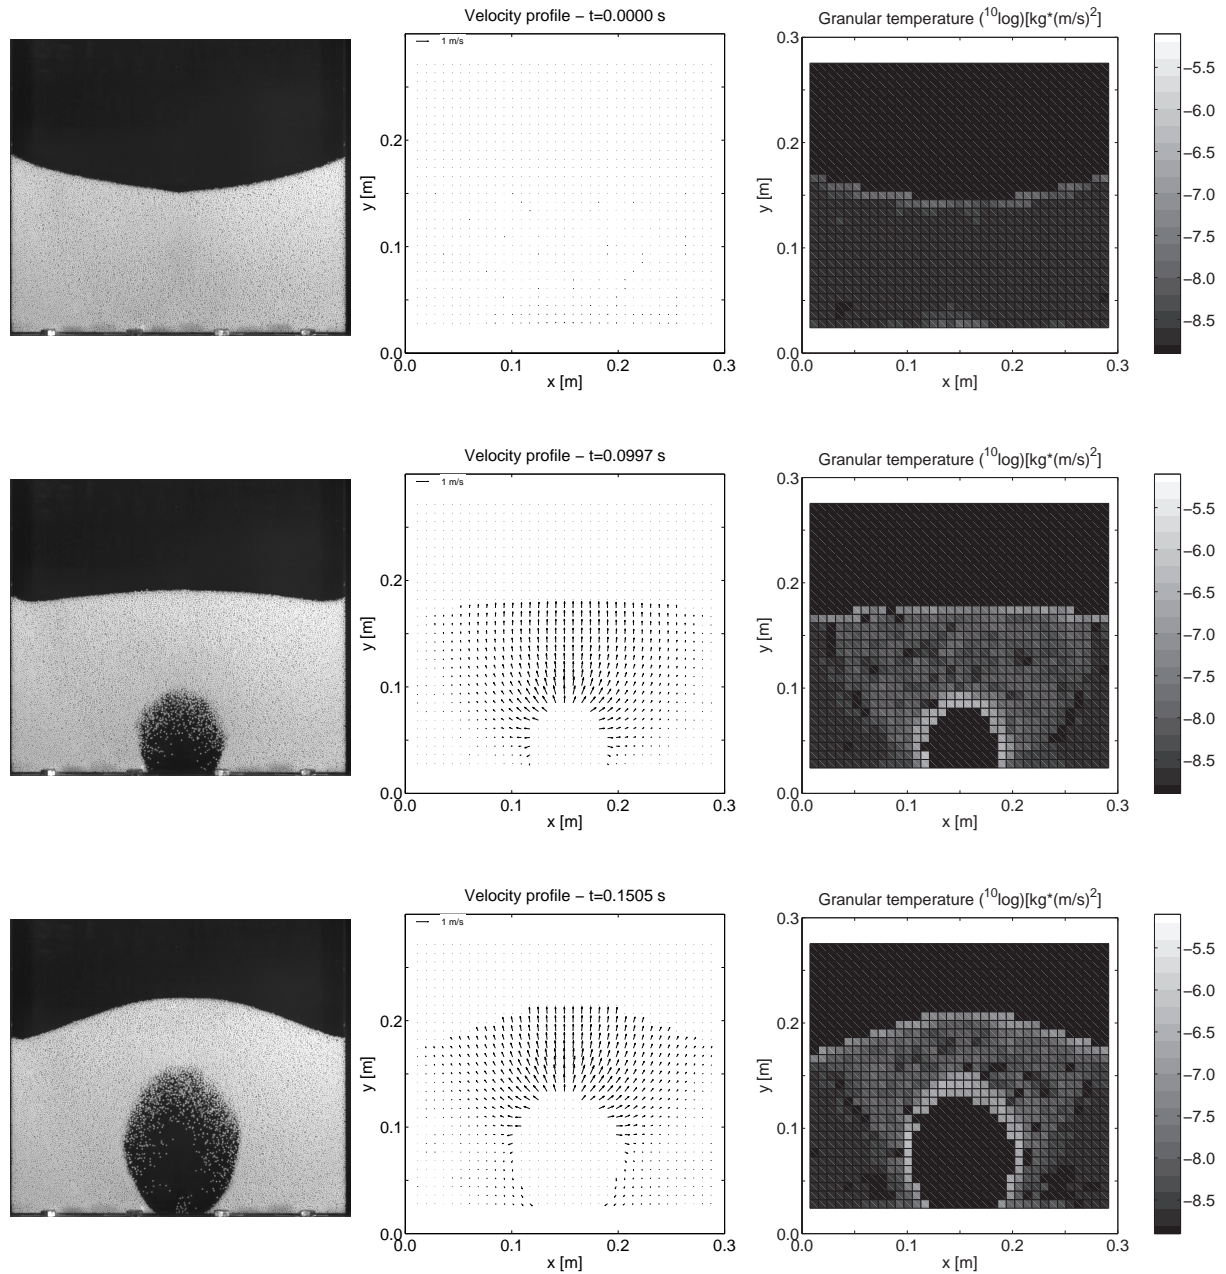 Velocity profile – t=0.0000 s
1 m/s
y [m]
0.2
0.1
0.0
0.0 0.1 0.2 0.3
x [m]
Granular temperature (10log)[kg*(m/s)2]
y [m]
0.3
0.2
0.1
0.0
0 0.1 0.2 0.3
x [m]
−5.5
−6.0
−6.5
−7.0
−7.5
−8.0
−8.5
Velocity profile – t=0.0997 s
1 m/s
y [m]
0.2
0.1
0.0
0.0 0.1 0.2 0.3
x [m]
Granular temperature (10log)[kg*(m/s)2]
y [m]
0.3
0.2
0.1
0.0
0 0.1 0.2 0.3
x [m]
−5.5
−6.0
−6.5
−7.0
−7.5
−8.0
−8.5
Velocity profile – t=0.1505 s
1 m/s
y [m]
0.2
0.1
0.0
0.0 0.1 0.2 0.3
x [m]
Granular temperature (10log)[kg*(m/s)2]
y [m]
0.3
0.2
0.1
0.0
0 0.1 0.2 0.3
x [m]
−5.5
−6.0
−6.5
−7.0
−7.5
−8.0
−8.5